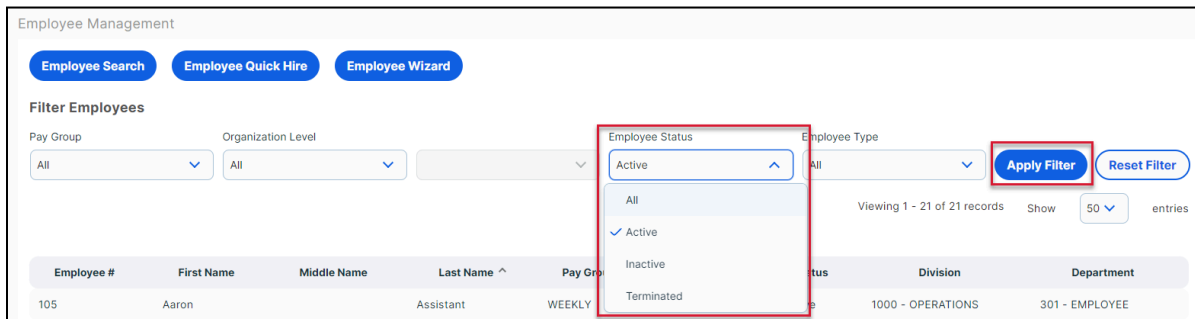 Employee Management
Employee Search Employee Quick Hire Employee Wizard
Filter Employees
Pay Group Organization Level Employee Status Employee Type
All All Active All Apply Filter Reset Filter
All
Viewing 1 - 21 of 21 records Show 50 entries
Active
Inactive
Employee # First Name Middle Name Last Name Pay Gro tus Division Department
Terminated
105 Aaron Assistant WEEKLY e 1000 - OPERATIONS 301 - EMPLOYEE